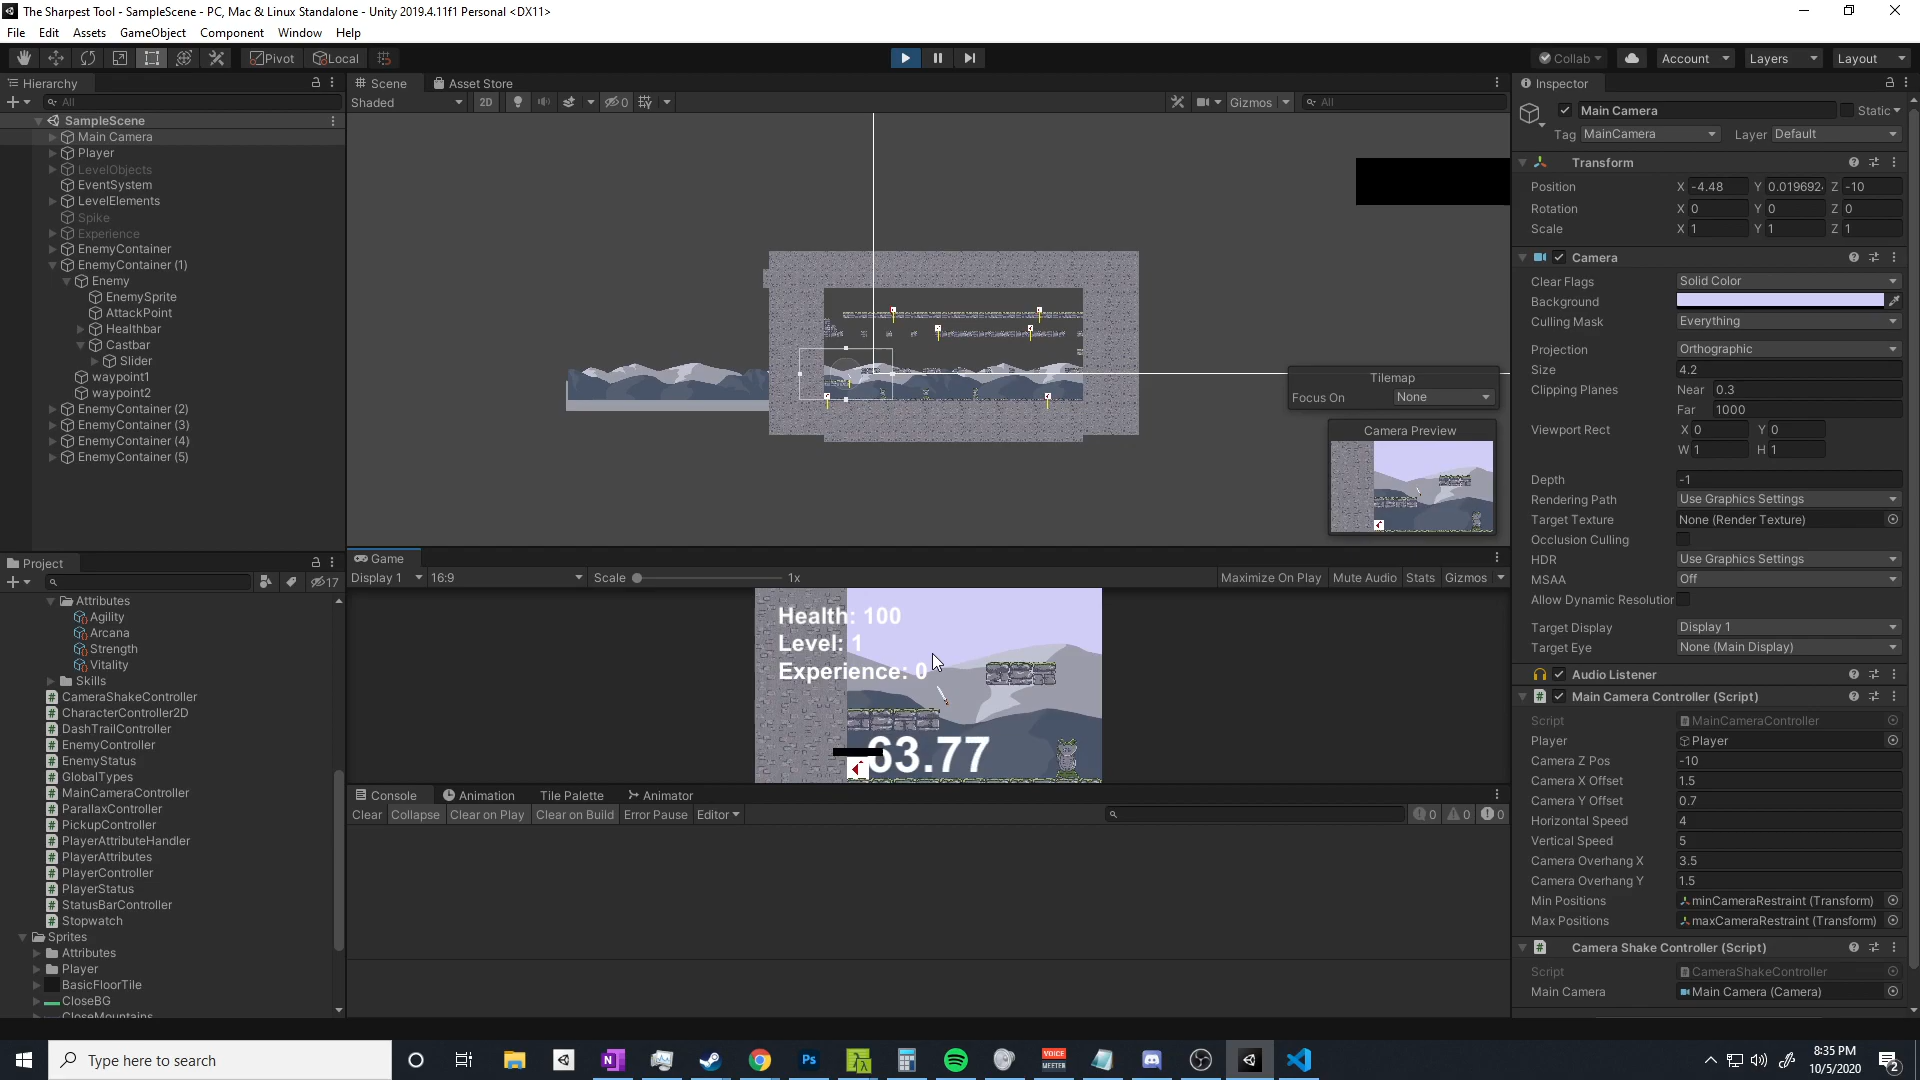 The Sharpest Tool - SampleScene - PC, Mac & Linux Standalone - Unity 2019.4.11f1 Personal <DX11>
File Edit Assets GameObject Component Window Help
Pivot Local Collab Account Layers Layout
Hierarchy
All
SampleScene
Main Camera
Player
LevelObjects
EventSystem
LevelElements
Spike
Experience
EnemyContainer
EnemyContainer (1)
Enemy
EnemySprite
AttackPoint
Healthbar
Castbar
Slider
waypoint1
waypoint2
EnemyContainer (2)
EnemyContainer (3)
EnemyContainer (4)
EnemyContainer (5)
Project
17
Attributes
Agility
Arcana
Strength
Vitality
Skills
CameraShakeController
CharacterController2D
DashTrailController
EnemyController
EnemyStatus
GlobalTypes
MainCameraController
ParallaxController
PickupController
PlayerAttributeHandler
PlayerAttributes
PlayerController
PlayerStatus
StatusBarController
Stopwatch
Sprites
Attributes
Player
BasicFloorTile
CloseBG
CloseMountains
Scene Asset Store
Shaded 2D 0 Gizmos All
Tilemap
Focus On None
Camera Preview
Game
Display 1 16:9 Scale 1x Maximize On Play Mute Audio Stats Gizmos
Health: 100
Level: 1
Experience: 0
63.77
Console Animation Tile Palette Animator
Clear Collapse Clear on Play Clear on Build Error Pause Editor 0 0 0
Inspector
Main Camera Static
Tag MainCamera Layer Default
Transform
Position X -4.48 Y 0.019692 Z -10
Rotation X 0 Y 0 Z 0
Scale X 1 Y 1 Z 1
Camera
Clear Flags Solid Color
Background
Culling Mask Everything
Projection Orthographic
Size 4.2
Clipping Planes Near 0.3
Far 1000
Viewport Rect X 0 Y 0
W 1 H 1
Depth -1
Rendering Path Use Graphics Settings
Target Texture None (Render Texture)
Occlusion Culling
HDR Use Graphics Settings
MSAA Off
Allow Dynamic Resolution
Target Display Display 1
Target Eye None (Main Display)
Audio Listener
Main Camera Controller (Script)
Script MainCameraController
Player Player
Camera Z Pos -10
Camera X Offset 1.5
Camera Y Offset 0.7
Horizontal Speed 4
Vertical Speed 5
Camera Overhang X 3.5
Camera Overhang Y 1.5
Min Positions minCameraRestraint (Transform)
Max Positions maxCameraRestraint (Transform)
Camera Shake Controller (Script)
Script CameraShakeController
Main Camera Main Camera (Camera)
Type here to search
Ps
VOICE
MEETER
8:35 PM
10/5/2020
2